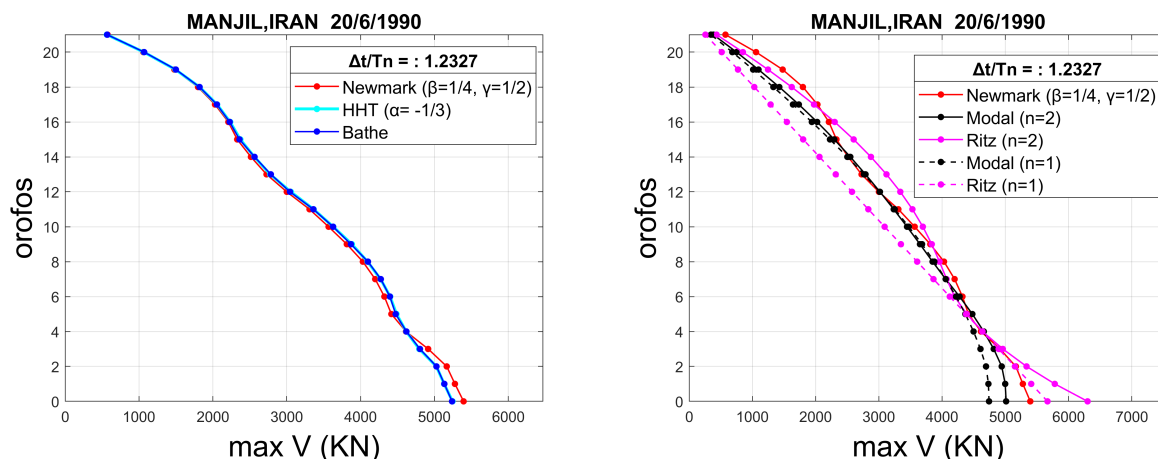 MANJIL,IRAN 20/6/1990
Δt/Tn = : 1.2327
Newmark (β=1/4, γ=1/2)
HHT (α= -1/3)
Bathe
orofos
20
18
16
14
12
10
8
6
4
2
0
0 1000 2000 3000 4000 5000 6000
max V (KN)
MANJIL,IRAN 20/6/1990
Δt/Tn = : 1.2327
Newmark (β=1/4, γ=1/2)
Modal (n=2)
Ritz (n=2)
Modal (n=1)
Ritz (n=1)
orofos
20
18
16
14
12
10
8
6
4
2
0
0 1000 2000 3000 4000 5000 6000 7000
max V (KN)